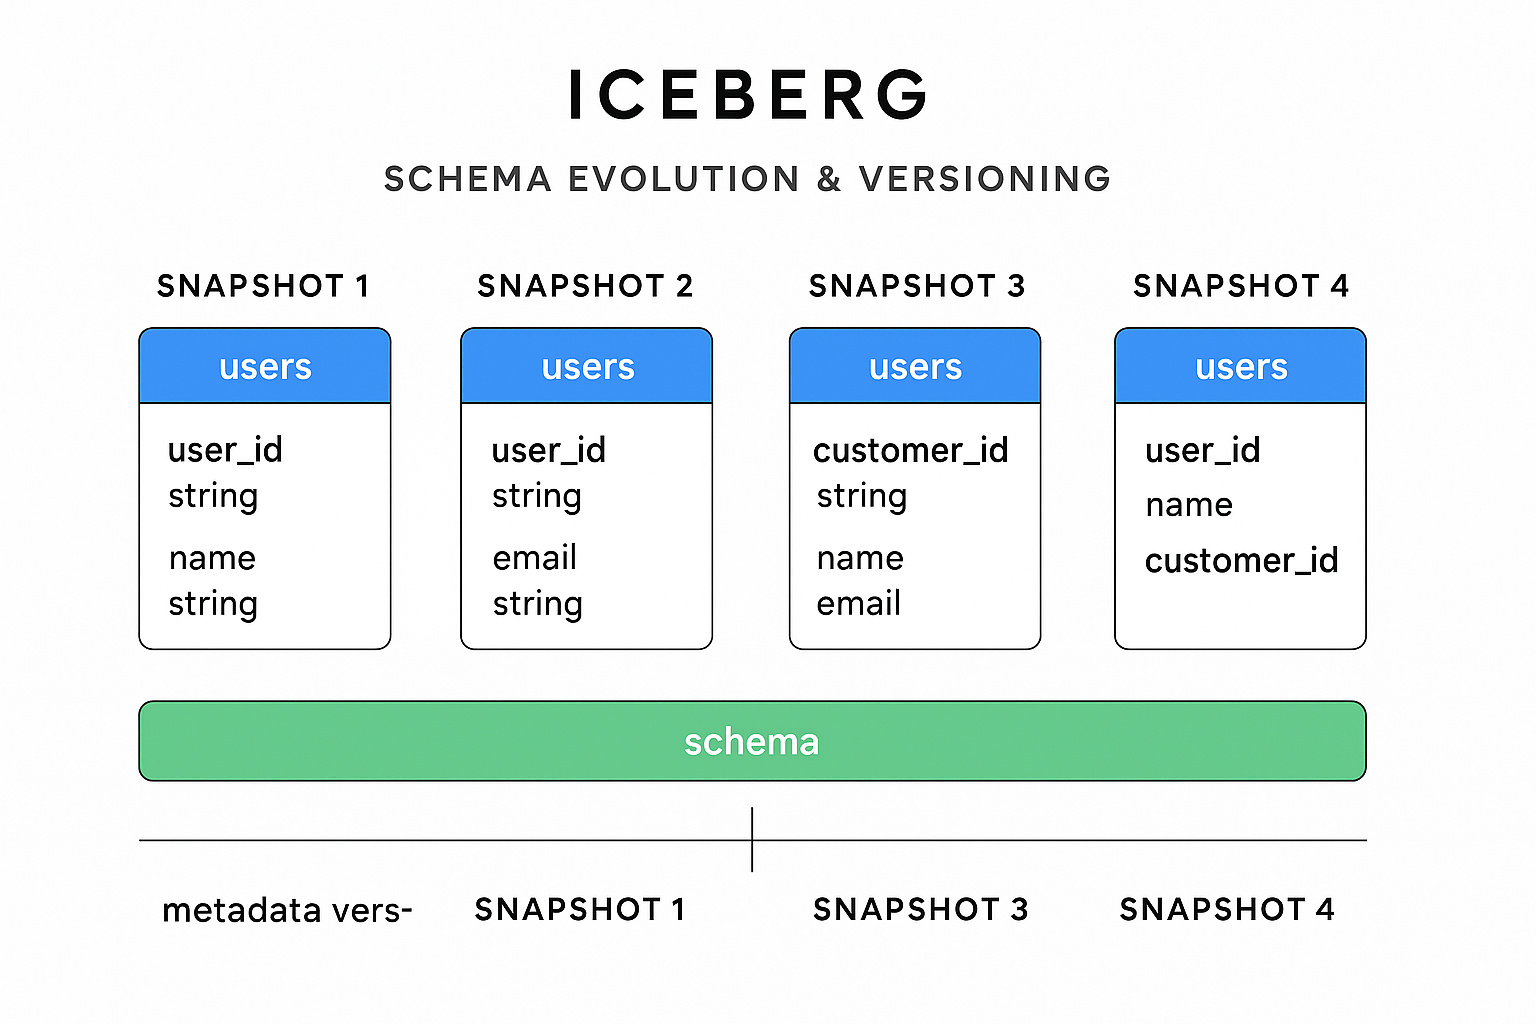 ICEBERG
SCHEMA EVOLUTION & VERSIONING
SNAPSHOT 1
users
user_id
string
name
string
SNAPSHOT 2
users
user_id
string
email
string
SNAPSHOT 3
users
customer_id
string
name
email
SNAPSHOT 4
users
user_id
name
customer_id
schema
metadata vers-
SNAPSHOT 1
SNAPSHOT 3
SNAPSHOT 4